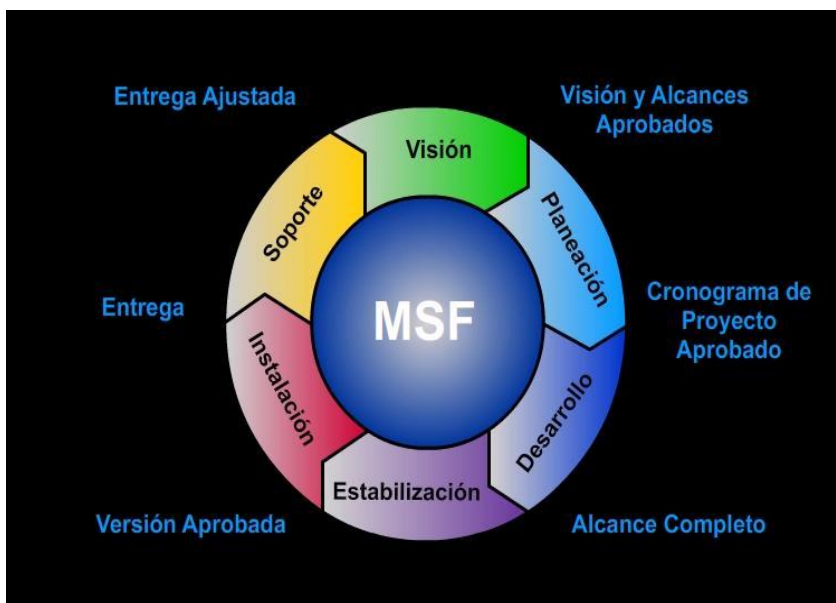 Entrega Ajustada
Visión y Alcances
Aprobados
Visión
Soporte
Planeación
MSF
Entrega
Cronograma de
Proyecto
Aprobado
Instalación
Desarrollo
Estabilización
Versión Aprobada
Alcance Completo